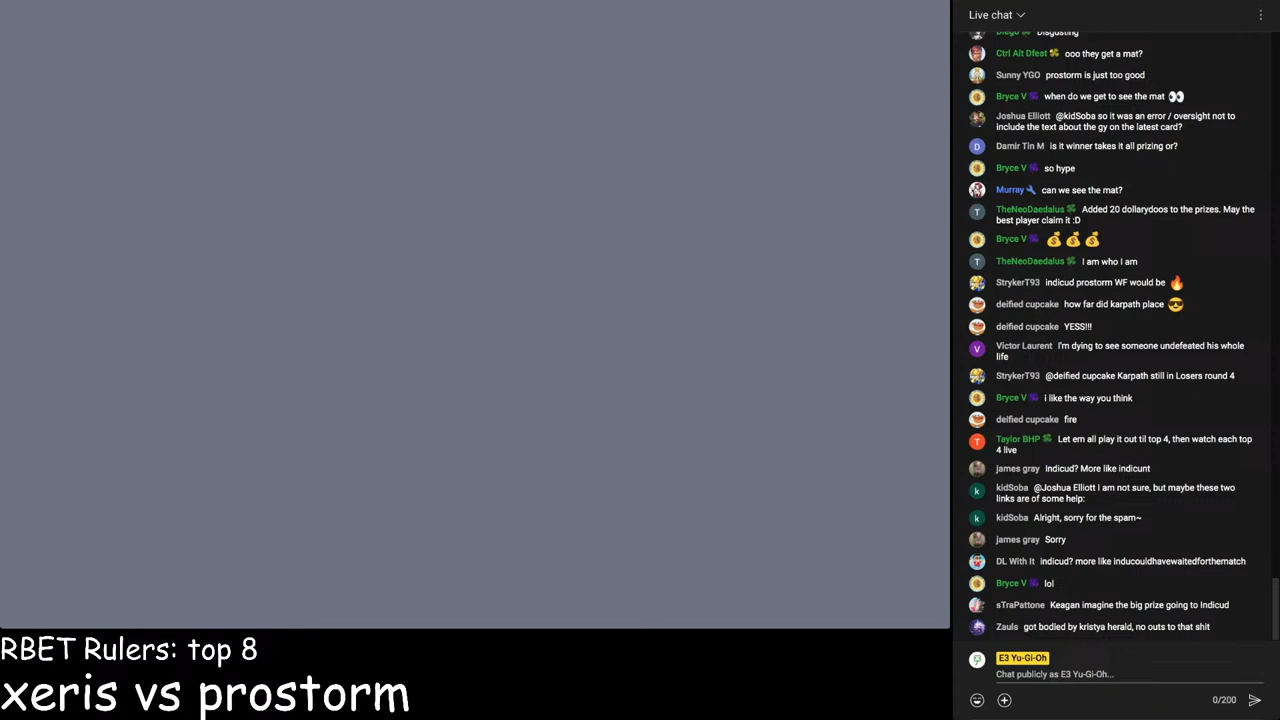 Live chat
Diego Disgusting
Ctrl Alt Dfeat ooo they get a mat?
Sunny YGO prostorm is just too good
Bryce V when do we get to see the mat 👀
Joshua Elliott @kidSoba so it was an error / oversight not to
include the text about the gy on the latest card?
Damir Tin M is it winner takes it all prizing or?
Bryce V so hype
Murray can we see the mat?
TheNeoDaedalus Added 20 dollarydoos to the prizes. May the
best player claim it :D
Bryce V 💰 💰 💰
TheNeoDaedalus I am who I am
StrykerT93 indicud prostorm WF would be 🔥
deified cupcake how far did karpath place 😎
deified cupcake YESS!!!
Victor Laurent I'm dying to see someone undefeated his whole
life
StrykerT93 @deified cupcake Karpath still in Losers round 4
Bryce V i like the way you think
deified cupcake fire
Taylor BHP Let em all play it out til top 4, then watch each top
4 live
james gray Indicud? More like indicunt
kidSoba @Joshua Elliott I am not sure, but maybe these two
links are of some help:
kidSoba Alright, sorry for the spam~
james gray Sorry
DL With It indicud? more like inducouldhavewaitedforthematch
Bryce V lol
sTraPattone Keagan imagine the big prize going to Indicud
Zauls got bodied by kristya herald, no outs to that shit
E3 Yu-Gi-Oh
Chat publicly as E3 Yu-Gi-Oh...
0/200
RBET Rulers: top 8
xeris vs prostorm